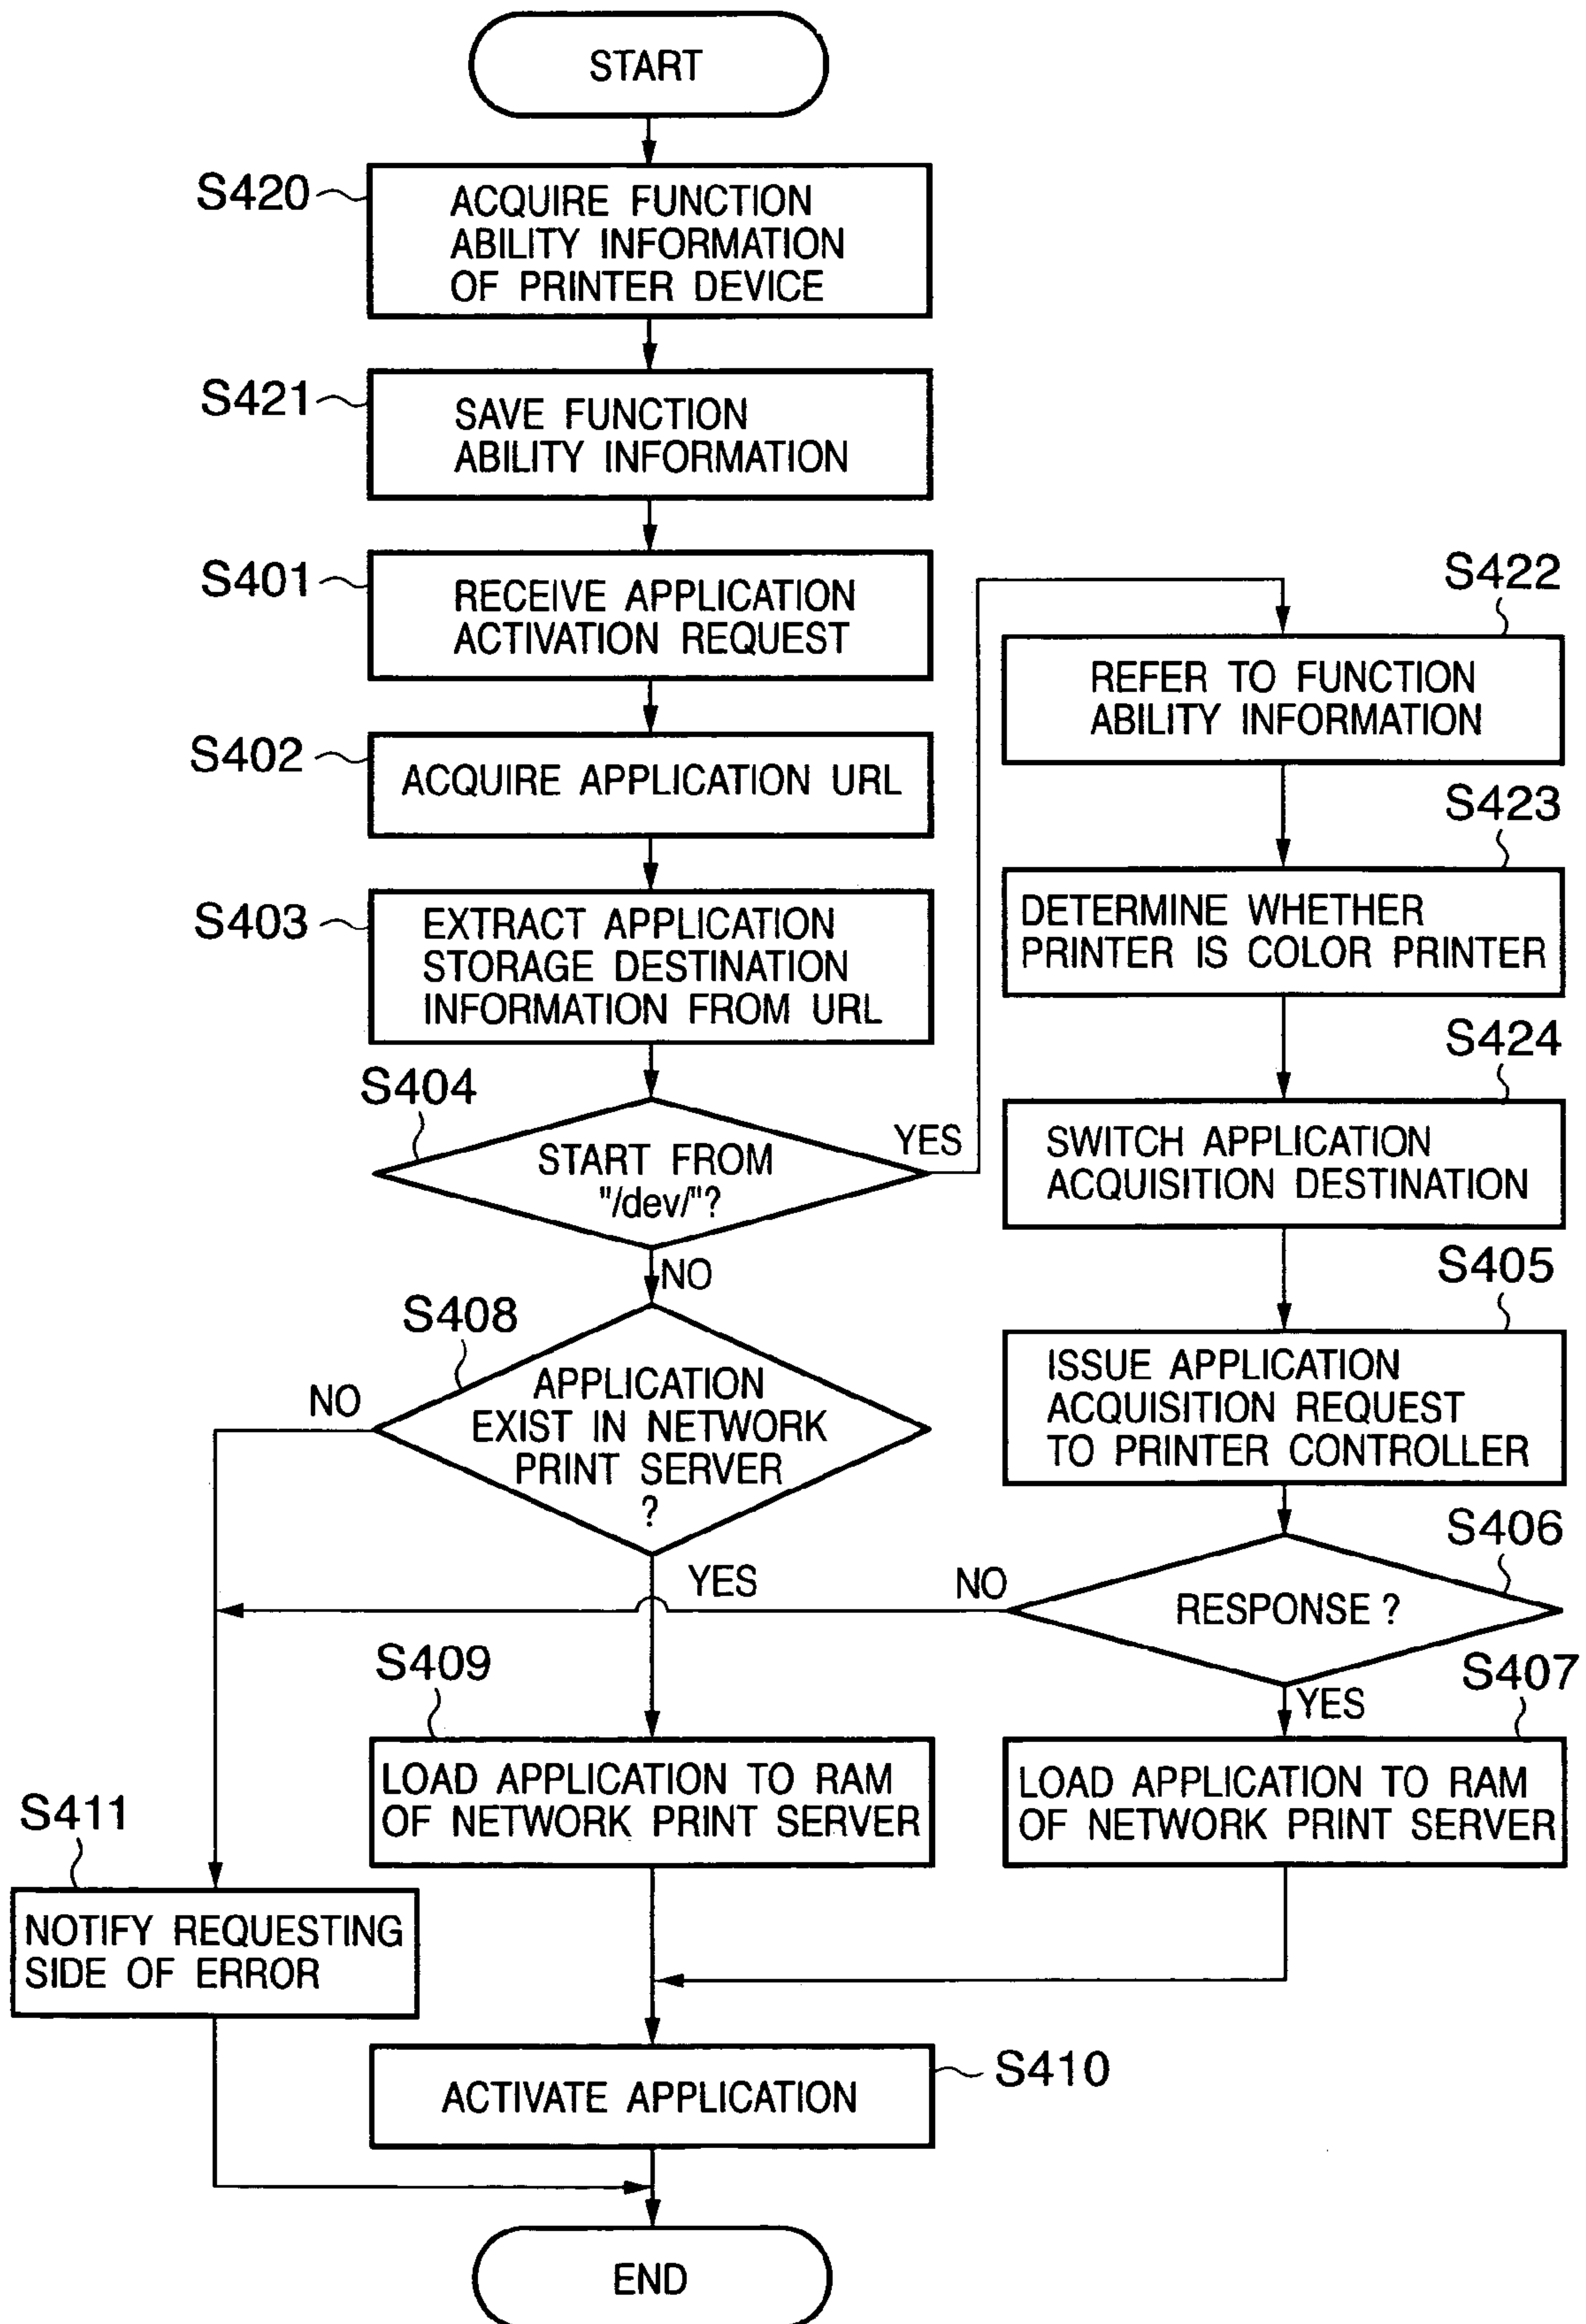 START
S420
ACQUIRE FUNCTION
ABILITY INFORMATION
OF PRINTER DEVICE
S421
SAVE FUNCTION
ABILITY INFORMATION
S401
RECEIVE APPLICATION
ACTIVATION REQUEST
S402
ACQUIRE APPLICATION URL
S403
EXTRACT APPLICATION
STORAGE DESTINATION
INFORMATION FROM URL
S404
START FROM
"/dev/"?
YES
NO
S422
REFER TO FUNCTION
ABILITY INFORMATION
S423
DETERMINE WHETHER
PRINTER IS COLOR PRINTER
S424
SWITCH APPLICATION
ACQUISITION DESTINATION
S405
ISSUE APPLICATION
ACQUISITION REQUEST
TO PRINTER CONTROLLER
S406
RESPONSE ?
NO
YES
S407
LOAD APPLICATION TO RAM
OF NETWORK PRINT SERVER
S408
APPLICATION
EXIST IN NETWORK
PRINT SERVER
?
NO
YES
S409
LOAD APPLICATION TO RAM
OF NETWORK PRINT SERVER
S411
NOTIFY REQUESTING
SIDE OF ERROR
S410
ACTIVATE APPLICATION
END